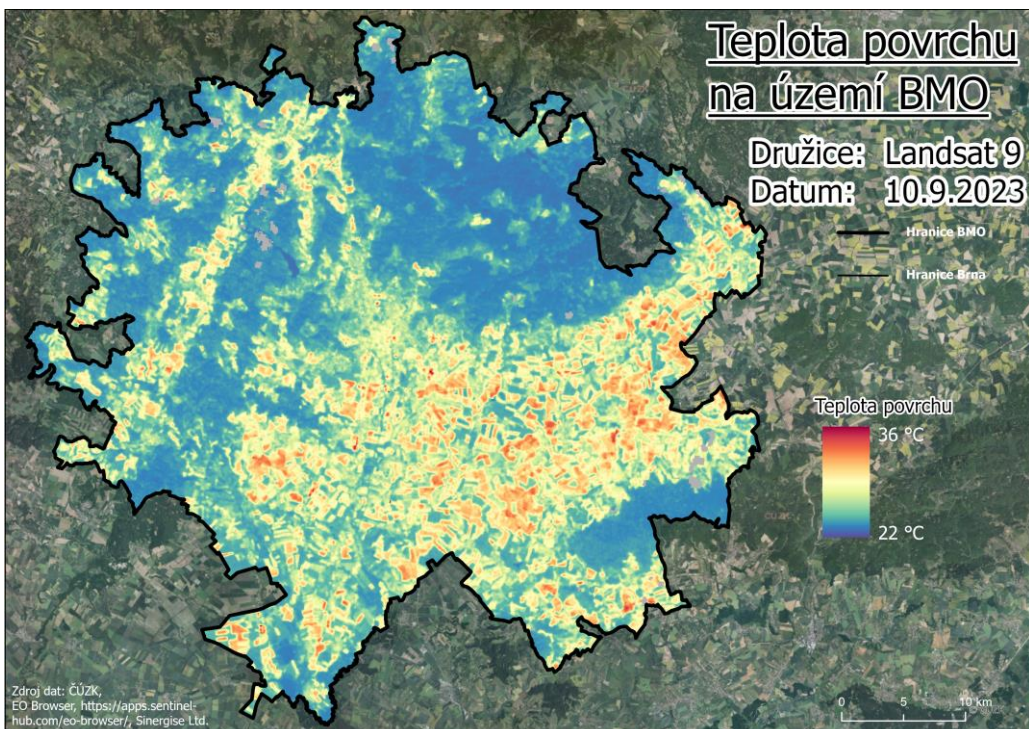 Teplota povrchu
na území BMO
Družice: Landsat 9
Datum: 10.9.2023
Hranice BMO
Hranice Brna
Teplota povrchu
36 °C
22 °C
Zdroj dat: ČÚZK,
EO Browser, https://apps.sentinel-
hub.com/eo-browser/, Sinergise Ltd.
0 5 10 km